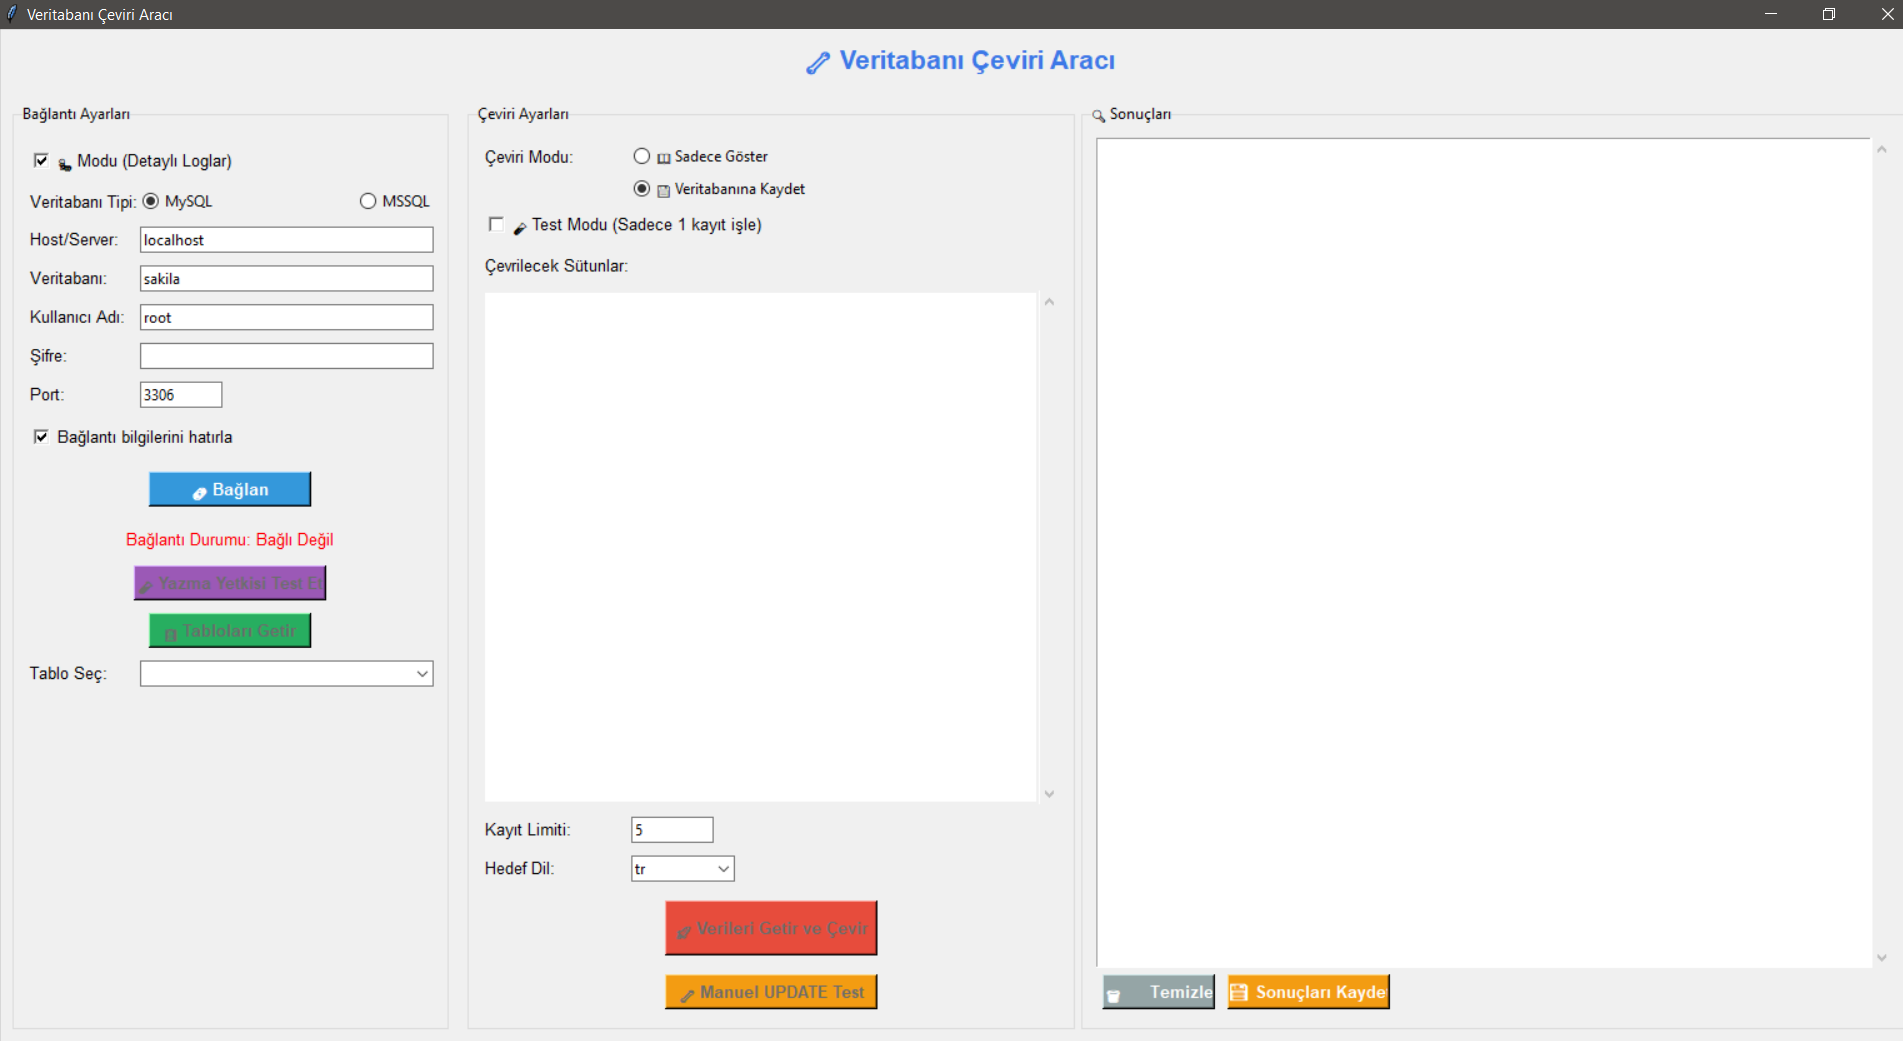 Veritabanı Çeviri Aracı
Veritabanı Çeviri Aracı
Bağlantı Ayarları
Modu (Detaylı Loglar)
Veritabanı Tipi: MySQL MSSQL
Host/Server: localhost
Veritabanı: sakila
Kullanıcı Adı: root
Şifre:
Port: 3306
Bağlantı bilgilerini hatırla
Bağlan
Bağlantı Durumu: Bağlı Değil
Yazma Yetkisi Test Et
Tabloları Getir
Tablo Seç:
Çeviri Ayarları
Çeviri Modu: Sadece Göster
Veritabanına Kaydet
Test Modu (Sadece 1 kayıt işle)
Çevrilecek Sütunlar:
Kayıt Limiti: 5
Hedef Dil: tr
Verileri Getir ve Çevir
Manuel UPDATE Test
Sonuçları
Temizle
Sonuçları Kayde